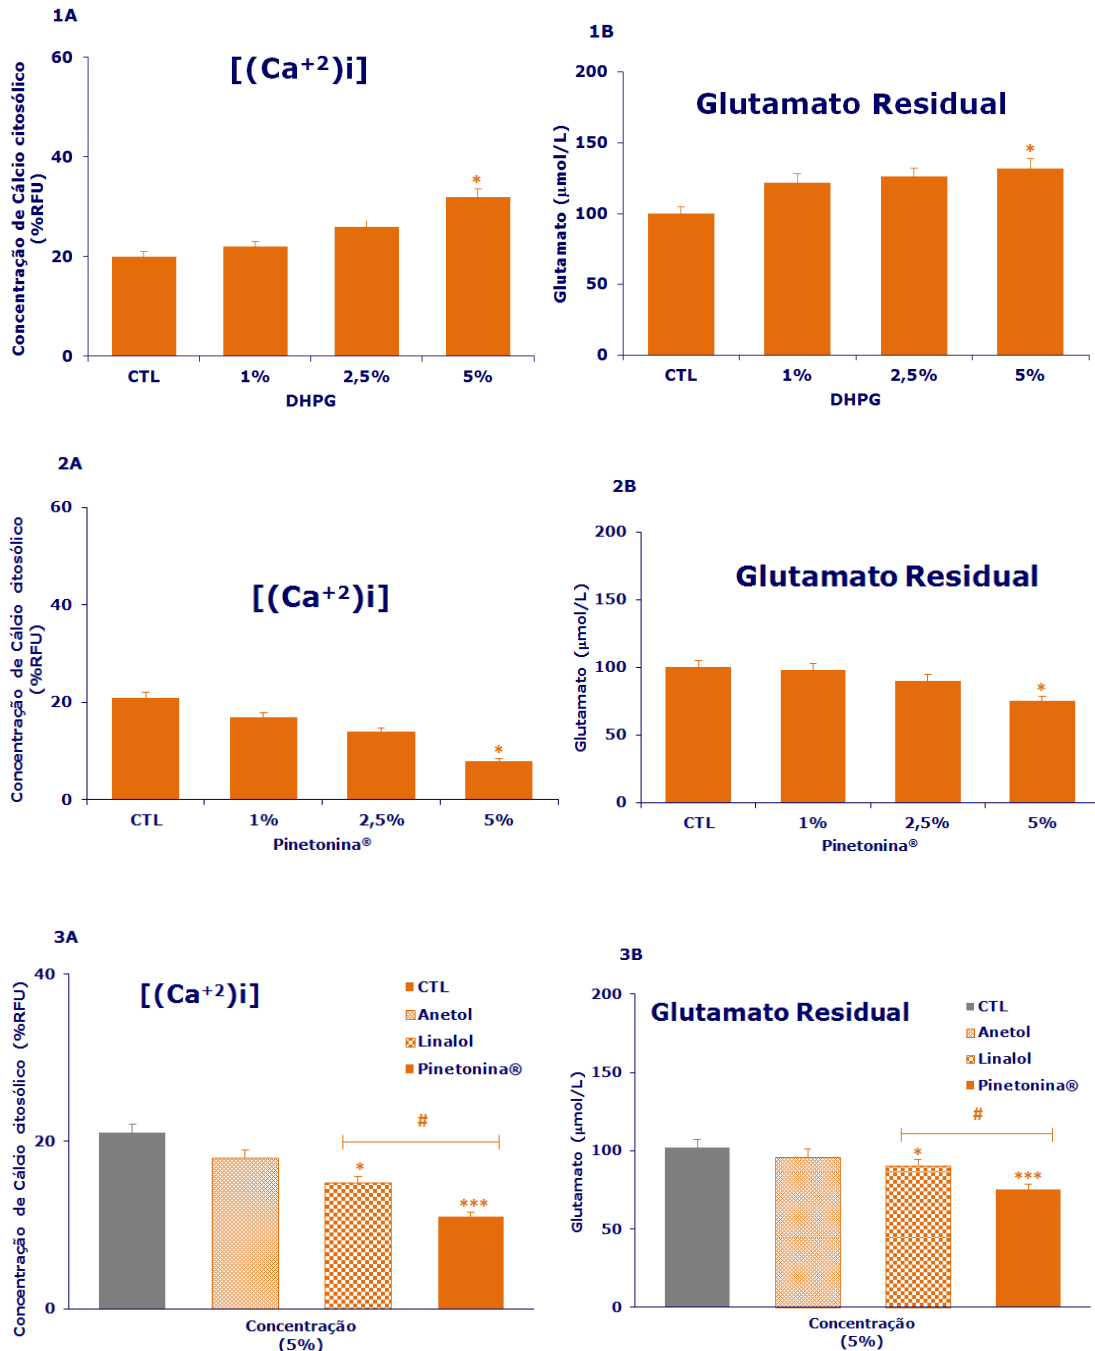 1A
[(Ca⁺²)i]
Concentração de Cálcio citosólico
(%RFU)
60
40
20
0
*
CTL
1%
2,5%
5%
DHPG
1B
Glutamato Residual
Glutamato (µmol/L)
200
150
100
50
0
*
CTL
1%
2,5%
5%
DHPG
2A
[(Ca⁺²)i]
Concentração de Cálcio citosólico
(%RFU)
60
40
20
0
*
CTL
1%
2,5%
5%
Pinetonina®
2B
Glutamato Residual
Glutamato (µmol/L)
200
150
100
50
0
*
CTL
1%
2,5%
5%
Pinetonina®
3A
[(Ca⁺²)i]
Concentração de Cálcio citosólico (%RFU)
40
20
0
CTL
Anetol
Linalol
Pinetonina®
#
*
***
Concentração
(5%)
3B
Glutamato Residual
Glutamato (µmol/L)
200
150
100
50
0
CTL
Anetol
Linalol
Pinetonina®
#
*
***
Concentração
(5%)